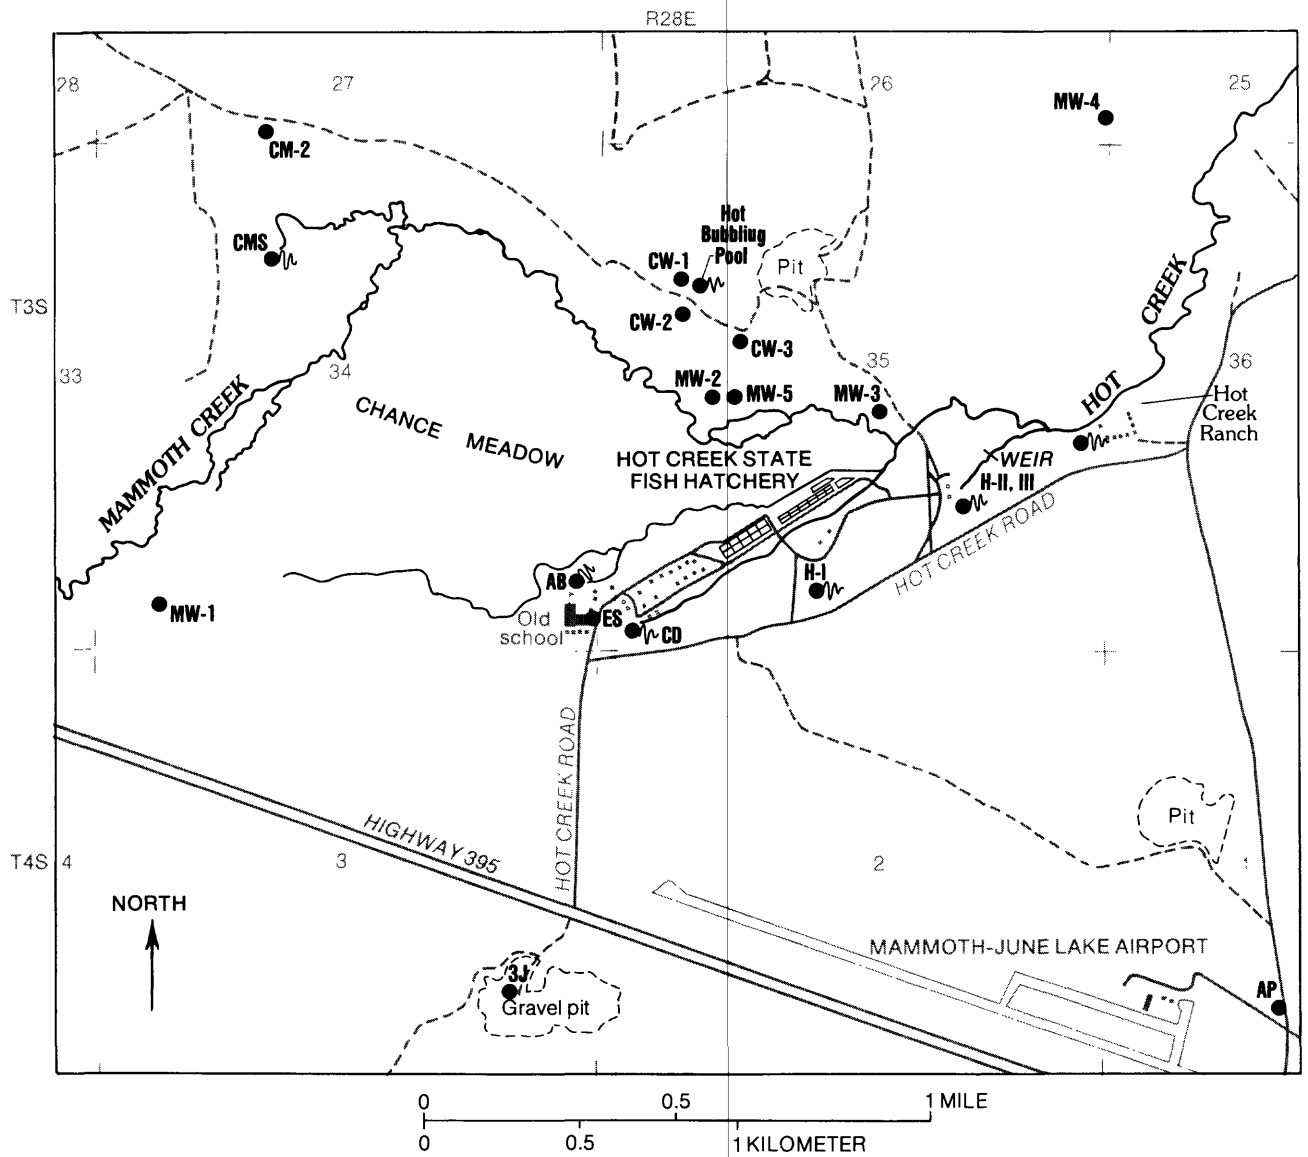 R28E
28
27
26
25
MW-4
CM-2
Hot
Bubbliug
Pool
CMS
CW-1
Pit
CREEK
T3S
CW-2
CW-3
35
36
33
34
MW-2
MW-5
MW-3
HOT
Hot
Creek
Ranch
MAMMOTH CREEK
CHANCE MEADOW
HOT CREEK STATE
FISH HATCHERY
WEIR
H-II, III
HOT CREEK ROAD
AB
H-I
MW-1
Old
school
ES
CD
HOT CREEK ROAD
Pit
HIGHWAY 395
T4S
4
3
2
1
NORTH
MAMMOTH-JUNE LAKE AIRPORT
3J
AP
Gravel pit
0
0.5
1 MILE
0
0.5
1 KILOMETER